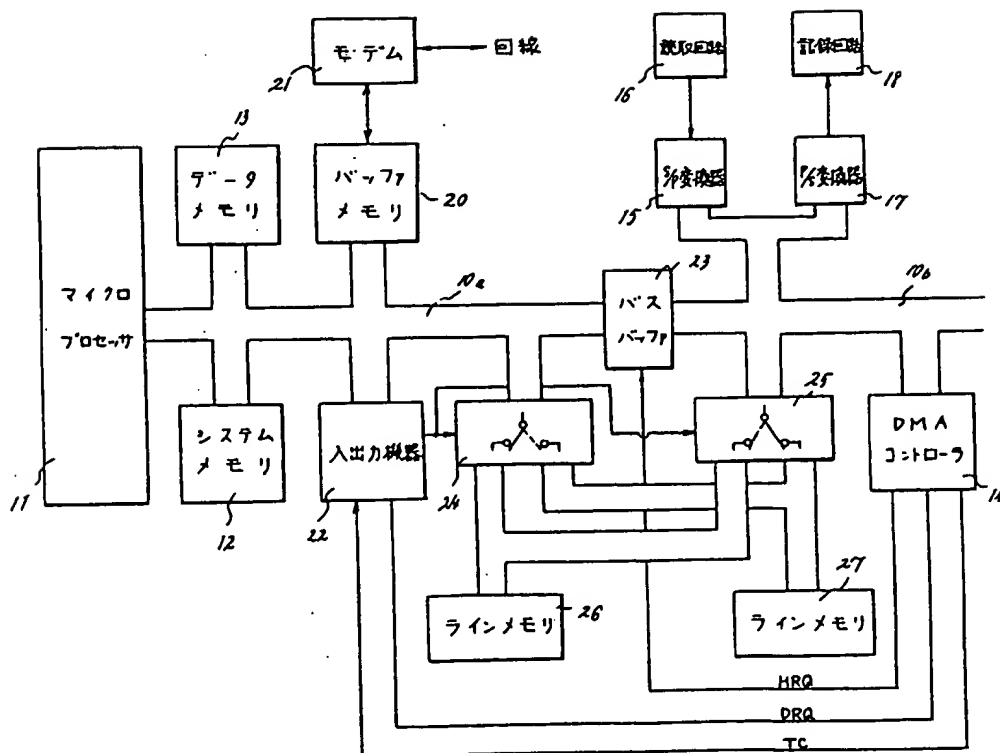 モデム
回線
21
読取回路
16
記録回路
18
13
データ
メモリ
バッファ
メモリ
20
S/P変換器
15
P/S変換器
17
マイクロ
プロセッサ
11
10a
23
バス
バッファ
10b
システム
メモリ
12
入出力機器
22
24
25
DMA
コントローラ
14
ラインメモリ
26
ラインメモリ
27
HRQ
DRQ
TC